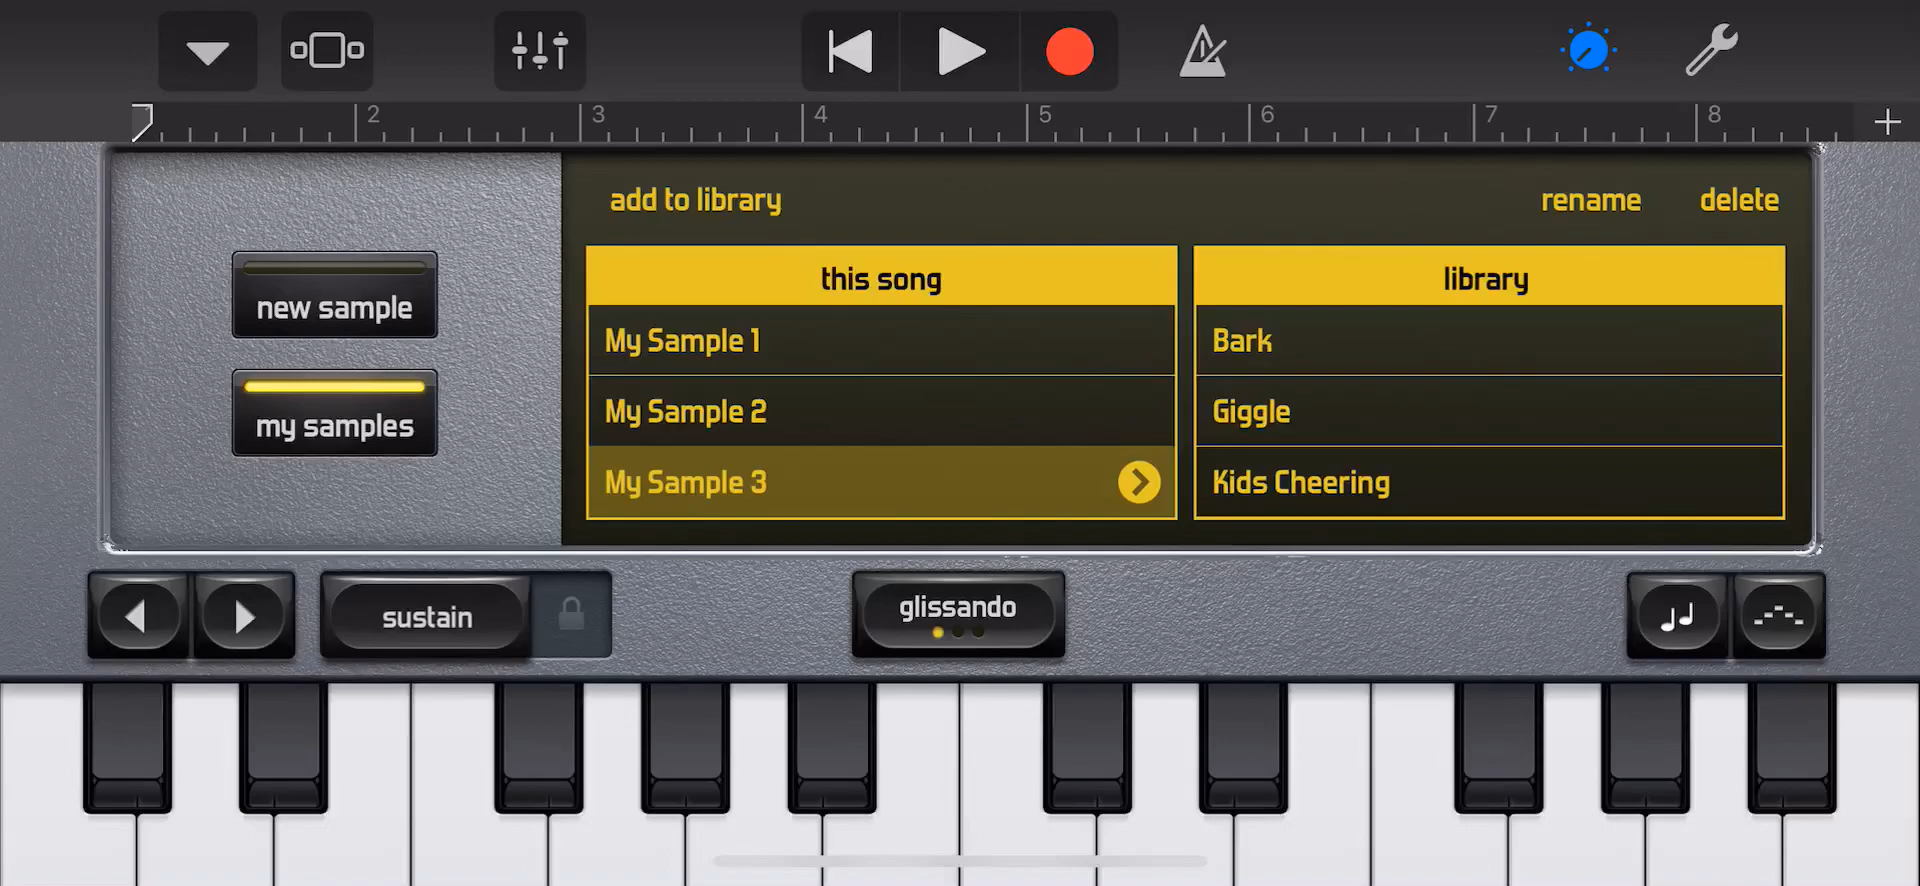 2 3 4 5 6 7 8
add to library rename delete
this song library
new sample
My Sample 1 Bark
my samples
My Sample 2 Giggle
My Sample 3 Kids Cheering
sustain glissando